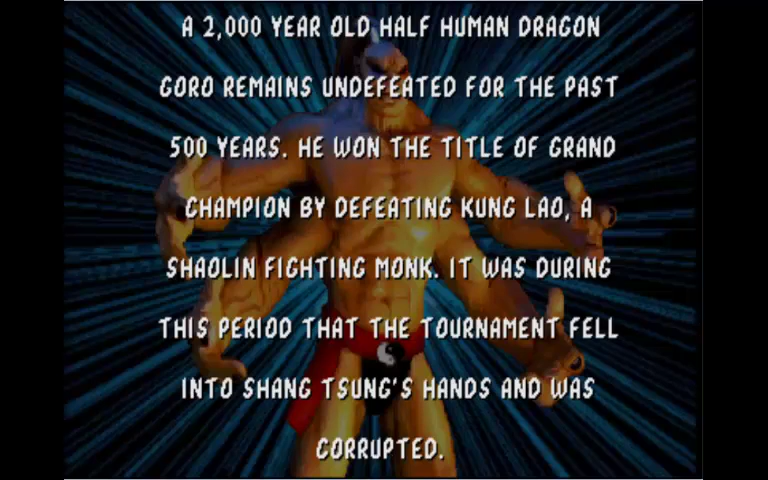 A 2,000 YEAR OLD HALF HUMAN DRAGON
GORO REMAINS UNDEFEATED FOR THE PAST
500 YEARS. HE WON THE TITLE OF GRAND
CHAMPION BY DEFEATING KUNG LAO, A
SHAOLIN FIGHTING MONK. IT WAS DURING
THIS PERIOD THAT THE TOURNAMENT FELL
INTO SHANG TSUNG'S HANDS AND WAS
CORRUPTED.